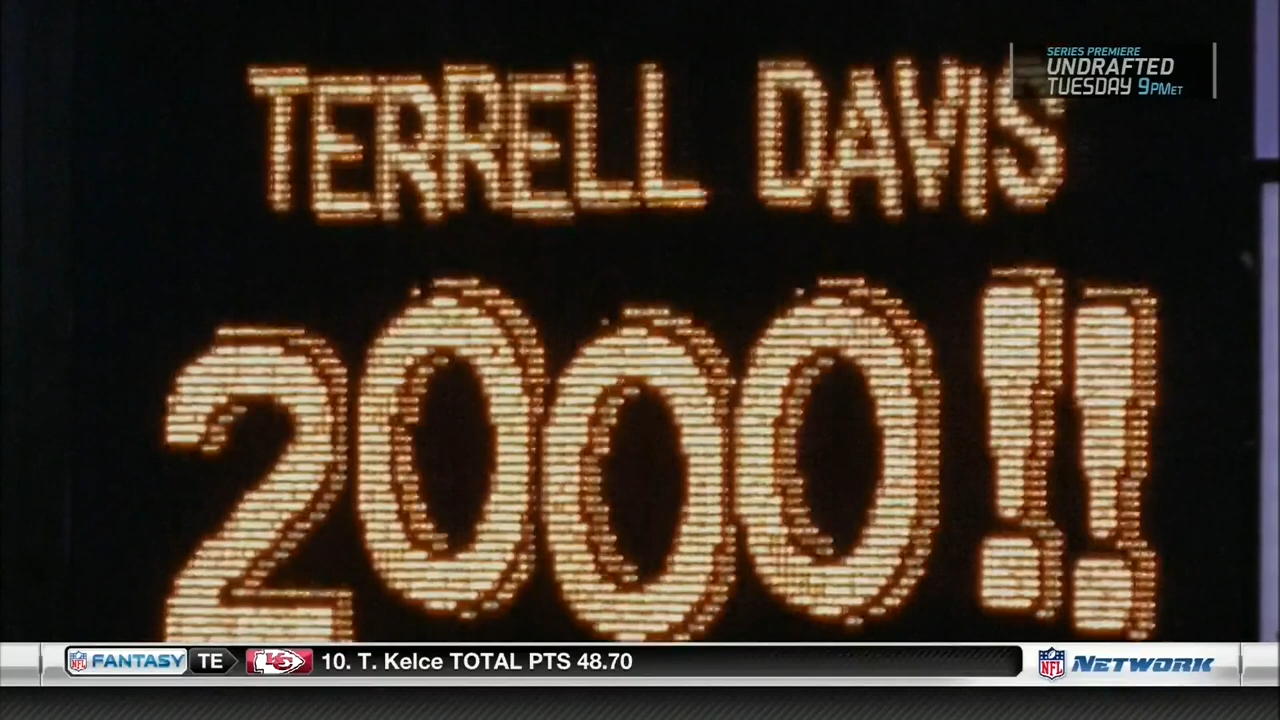 SERIES PREMIERE
UNDRAFTED
TUESDAY 9PM ET
TERRELL DAVIS
2000!!
NFL FANTASY TE KC 10. T. Kelce TOTAL PTS 48.70 NFL NETWORK